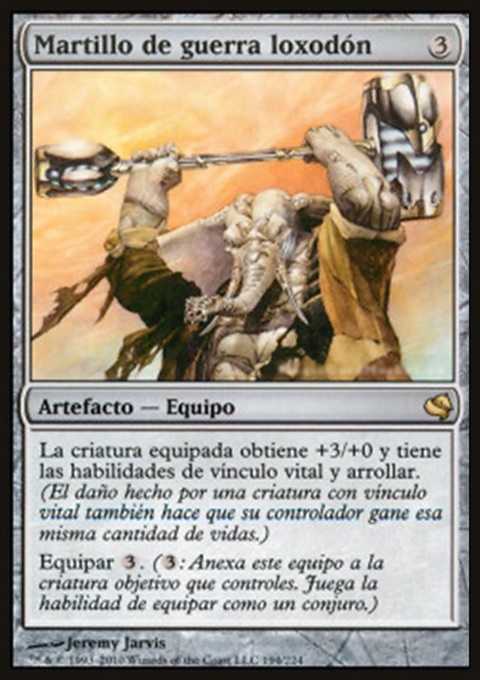 Martillo de guerra loxodón 3
Artefacto — Equipo
La criatura equipada obtiene +3/+0 y tiene
las habilidades de vínculo vital y arrollar.
(El daño hecho por una criatura con vínculo
vital también hace que su controlador gane esa
misma cantidad de vidas.)
Equipar 3. (3: Anexa este equipo a la
criatura objetivo que controles. Juega la
habilidad de equipar como un conjuro.)
Jeremy Jarvis
™ & © 1993-2010 Wizards of the Coast LLC 194/224